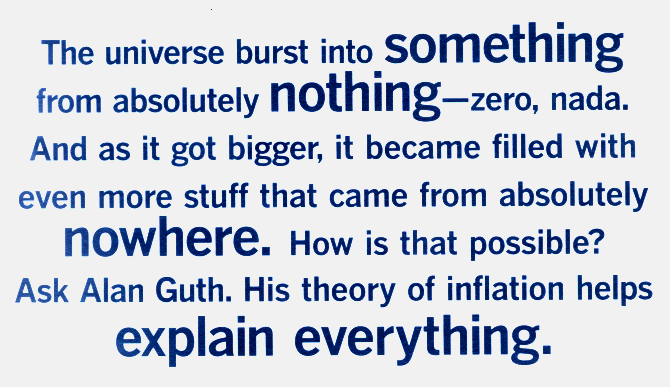 The universe burst into something
from absolutely nothing—zero, nada.
And as it got bigger, it became filled with
even more stuff that came from absolutely
nowhere. How is that possible?
Ask Alan Guth. His theory of inflation helps
explain everything.